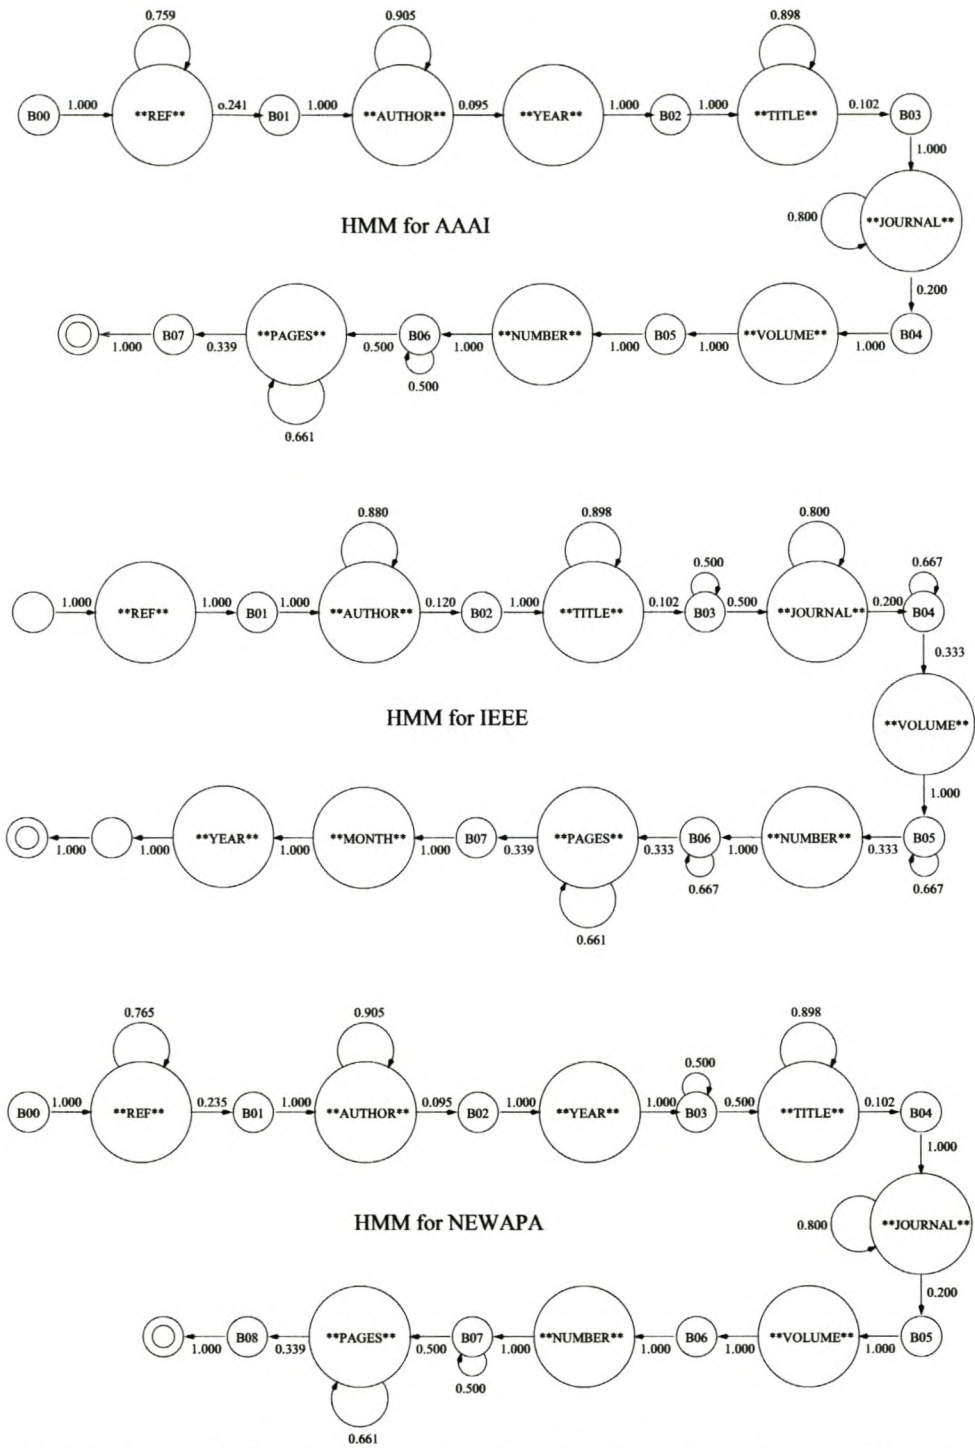 0.759 0.905 0.898
B00 1.000 **REF** o.241 B01 1.000 **AUTHOR** 0.095 **YEAR** 1.000 B02 1.000 **TITLE** 0.102 B03
1.000
HMM for AAAI
0.800 **JOURNAL**
0.200
B07 **PAGES** B06 **NUMBER** B05 **VOLUME** B04
1.000 0.339 0.500 1.000 1.000 1.000 1.000
0.500
0.661
0.880 0.898 0.800
0.500 0.667
1.000 **REF** 1.000 B01 1.000 **AUTHOR** 0.120 B02 1.000 **TITLE** 0.102 B03 0.500 **JOURNAL** 0.200 B04
0.333
HMM for IEEE
**VOLUME**
1.000
**YEAR** **MONTH** B07 **PAGES** B06 **NUMBER** B05
1.000 1.000 1.000 1.000 0.339 0.333 1.000 0.333
0.667 0.667
0.661
0.765 0.905 0.898
0.500
B00 1.000 **REF** 0.235 B01 1.000 **AUTHOR** 0.095 B02 1.000 **YEAR** 1.000 B03 0.500 **TITLE** 0.102 B04
1.000
HMM for NEWAPA
0.800 **JOURNAL**
0.200
B08 **PAGES** B07 **NUMBER** B06 **VOLUME** B05
1.000 0.339 0.500 1.000 1.000 1.000 1.000
0.500
0.661